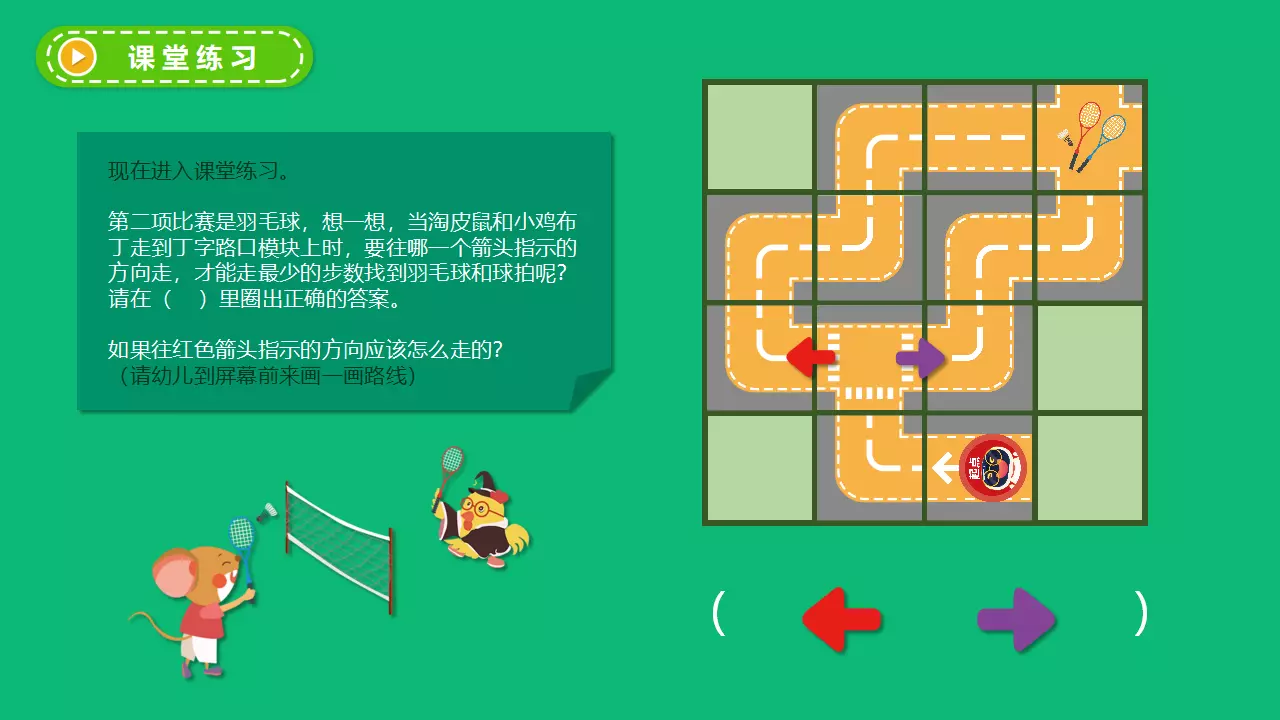 课堂练习
现在进入课堂练习。
第二项比赛是羽毛球，想一想，当淘皮鼠和小鸡布
丁走到丁字路口模块上时，要往哪一个箭头指示的
方向走，才能走最少的步数找到羽毛球和球拍呢？
请在（　）里圈出正确的答案。
如果往红色箭头指示的方向应该怎么走的？
（请幼儿到屏幕前来画一画路线）
起点
（　　）